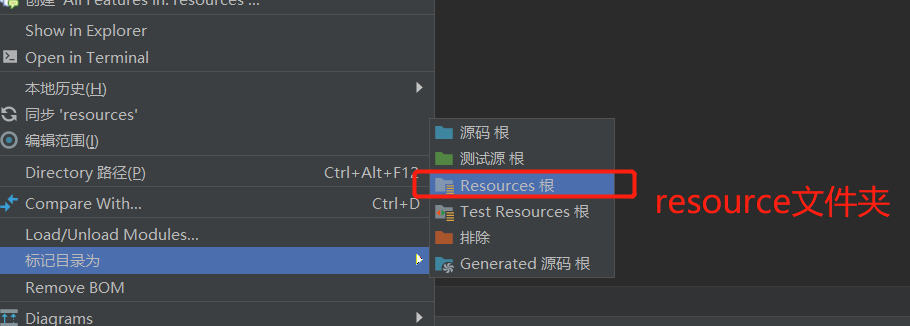 创建 'All Features in: resources'...
Show in Explorer
Open in Terminal
本地历史(H)
同步 'resources'
编辑范围(I)
Directory 路径(P) Ctrl+Alt+F12
Compare With... Ctrl+D
Load/Unload Modules...
标记目录为
Remove BOM
Diagrams
源码 根
测试源 根
Resources 根
Test Resources 根
排除
Generated 源码 根
resource文件夹